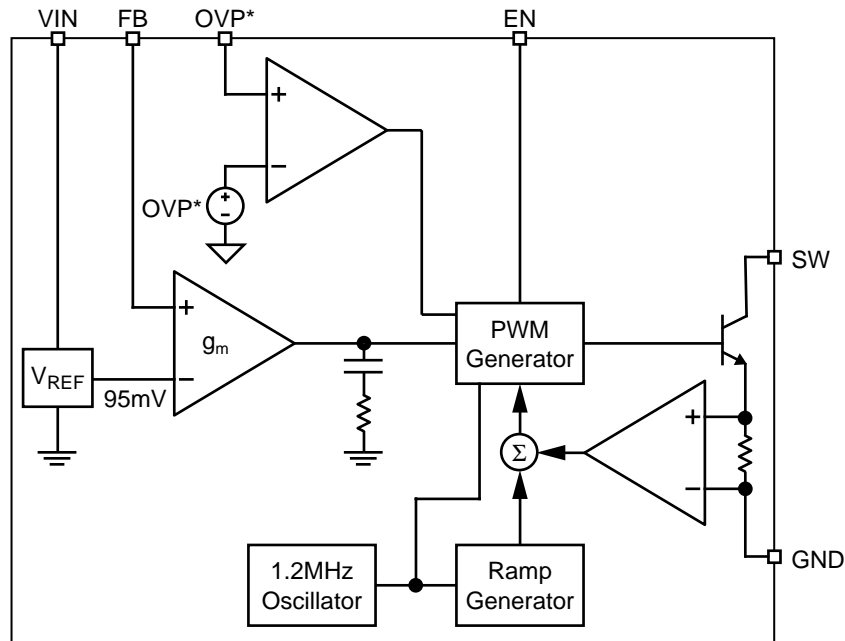 VIN
FB
OVP*
EN
+
−
OVP*
+
−
SW
+
gm
−
VREF
95mV
PWM
Generator
+
−
Σ
GND
1.2MHz
Oscillator
Ramp
Generator